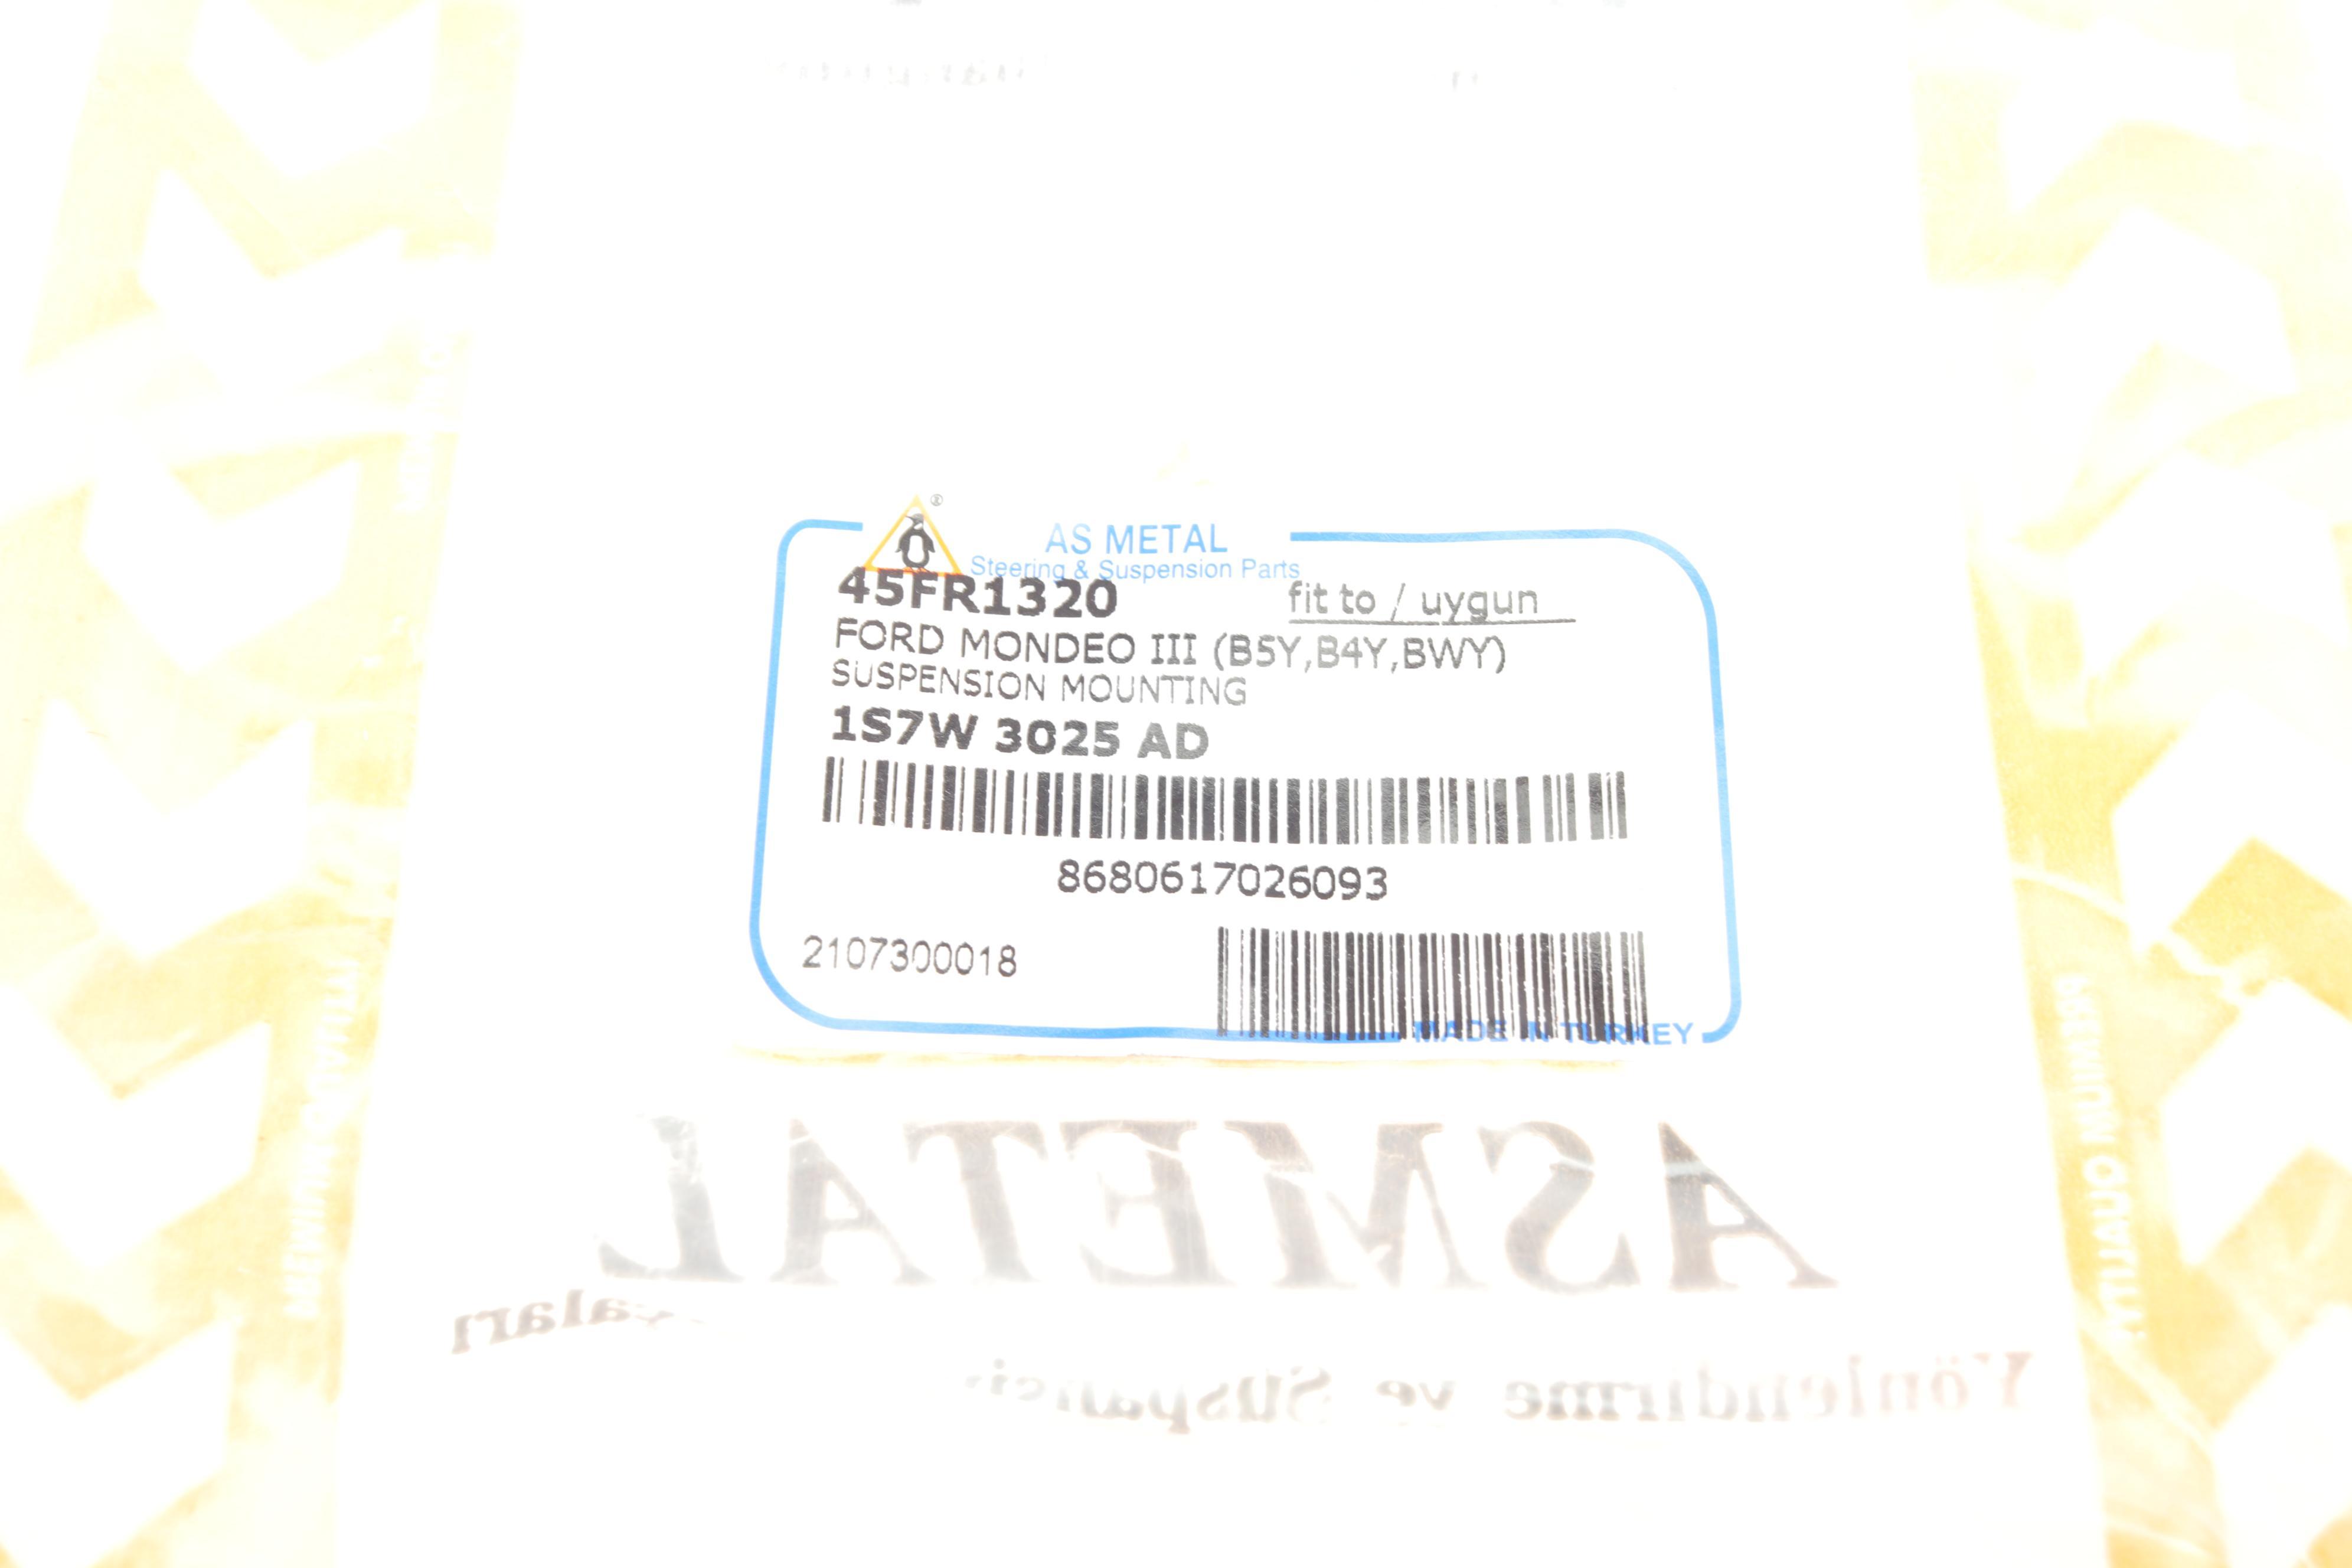 AS METAL
Steering & Suspension Parts
45FR1320 fit to / uygun
FORD MONDEO III (B5Y,B4Y,BWY)
SUSPENSION MOUNTING
1S7W 3025 AD
8680617026093
2107300018
MADE IN TURKEY
ASMETAL
Yönlendirme ve